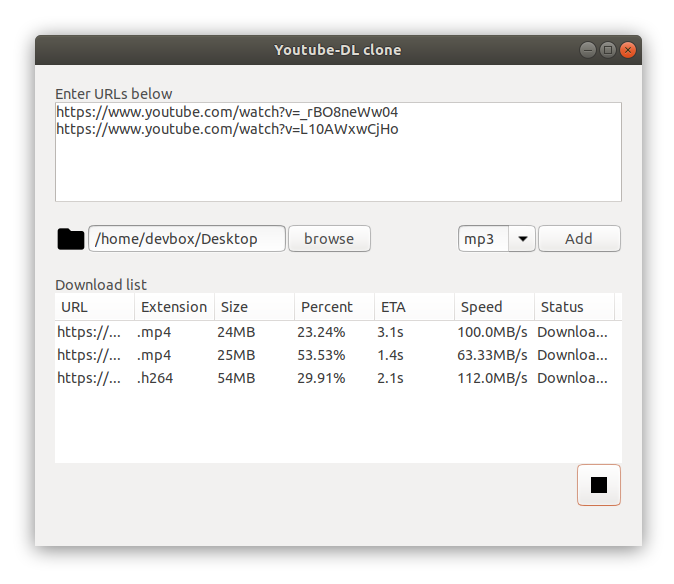 Youtube-DL clone
Enter URLs below
https://www.youtube.com/watch?v=_rBO8neWw04
https://www.youtube.com/watch?v=L10AWxwCjHo
/home/devbox/Desktop browse mp3 Add
Download list
URL Extension Size Percent ETA Speed Status
https://... .mp4 24MB 23.24% 3.1s 100.0MB/s Downloa...
https://... .mp4 25MB 53.53% 1.4s 63.33MB/s Downloa...
https://... .h264 54MB 29.91% 2.1s 112.0MB/s Downloa...